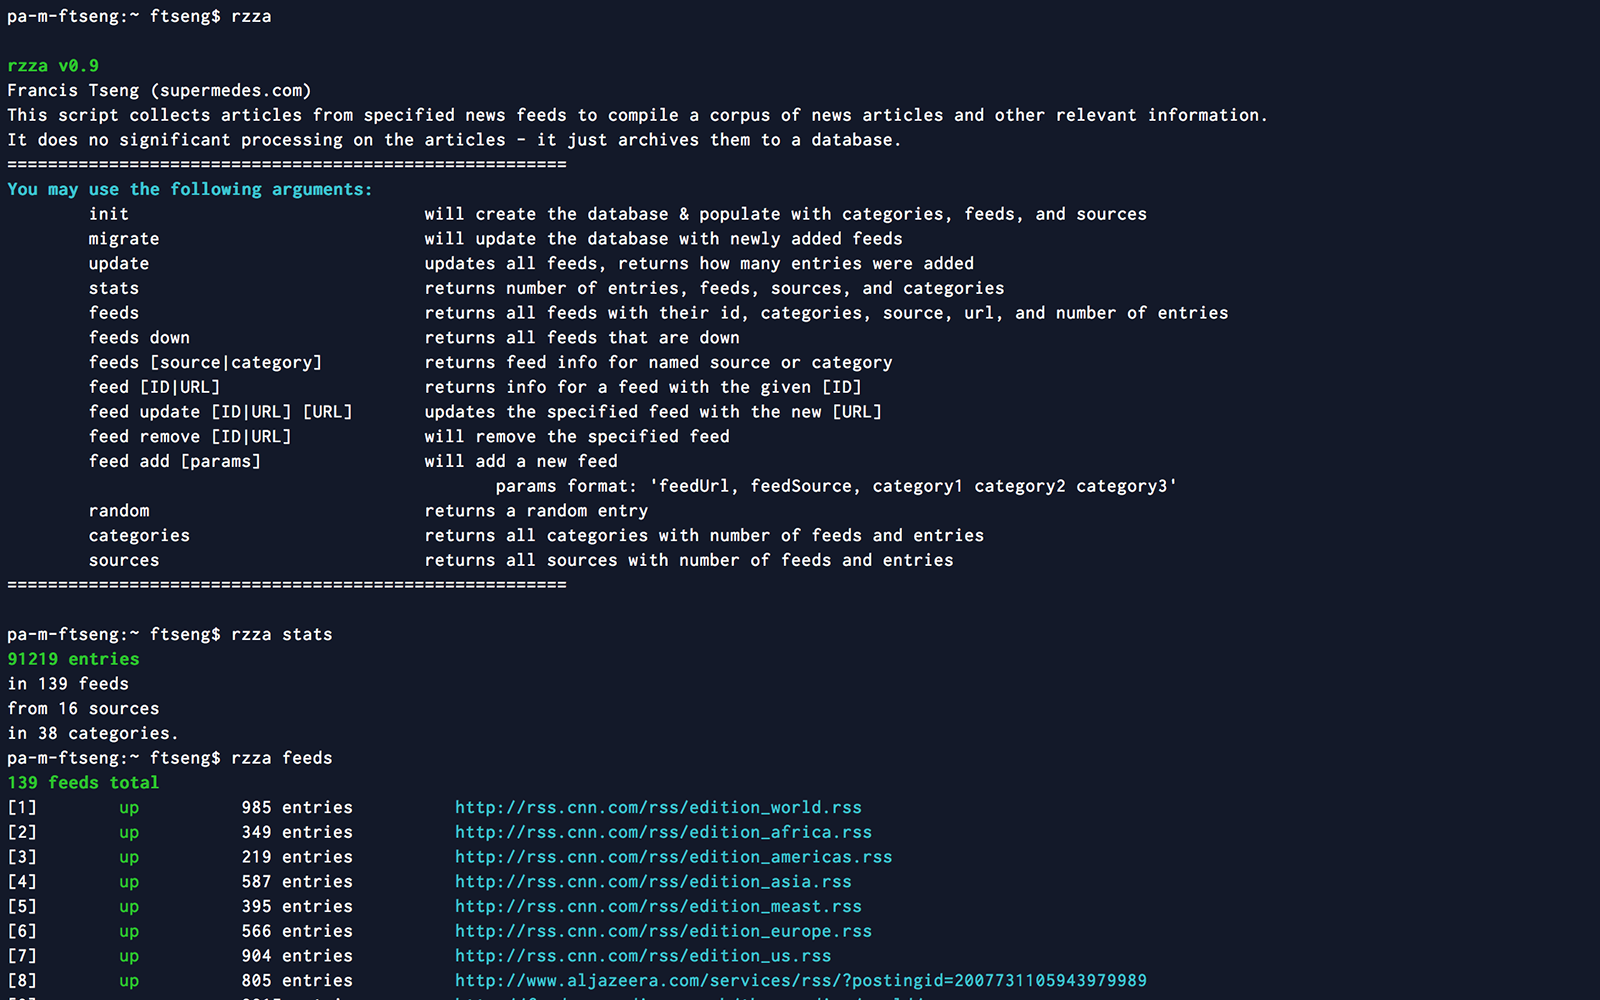 pa-m-ftseng:~ ftseng$ rzza
rzza v0.9
Francis Tseng (supermedes.com)
This script collects articles from specified news feeds to compile a corpus of news articles and other relevant information.
It does no significant processing on the articles - it just archives them to a database.
=======================================================
You may use the following arguments:
init will create the database & populate with categories, feeds, and sources
migrate will update the database with newly added feeds
update updates all feeds, returns how many entries were added
stats returns number of entries, feeds, sources, and categories
feeds returns all feeds with their id, categories, source, url, and number of entries
feeds down returns all feeds that are down
feeds [source|category] returns feed info for named source or category
feed [ID|URL] returns info for a feed with the given [ID]
feed update [ID|URL] [URL] updates the specified feed with the new [URL]
feed remove [ID|URL] will remove the specified feed
feed add [params] will add a new feed
params format: 'feedUrl, feedSource, category1 category2 category3'
random returns a random entry
categories returns all categories with number of feeds and entries
sources returns all sources with number of feeds and entries
=======================================================
pa-m-ftseng:~ ftseng$ rzza stats
91219 entries
in 139 feeds
from 16 sources
in 38 categories.
pa-m-ftseng:~ ftseng$ rzza feeds
139 feeds total
[1] up 985 entries http://rss.cnn.com/rss/edition_world.rss
[2] up 349 entries http://rss.cnn.com/rss/edition_africa.rss
[3] up 219 entries http://rss.cnn.com/rss/edition_americas.rss
[4] up 587 entries http://rss.cnn.com/rss/edition_asia.rss
[5] up 395 entries http://rss.cnn.com/rss/edition_meast.rss
[6] up 566 entries http://rss.cnn.com/rss/edition_europe.rss
[7] up 904 entries http://rss.cnn.com/rss/edition_us.rss
[8] up 805 entries http://www.aljazeera.com/services/rss/?postingid=2007731105943979989